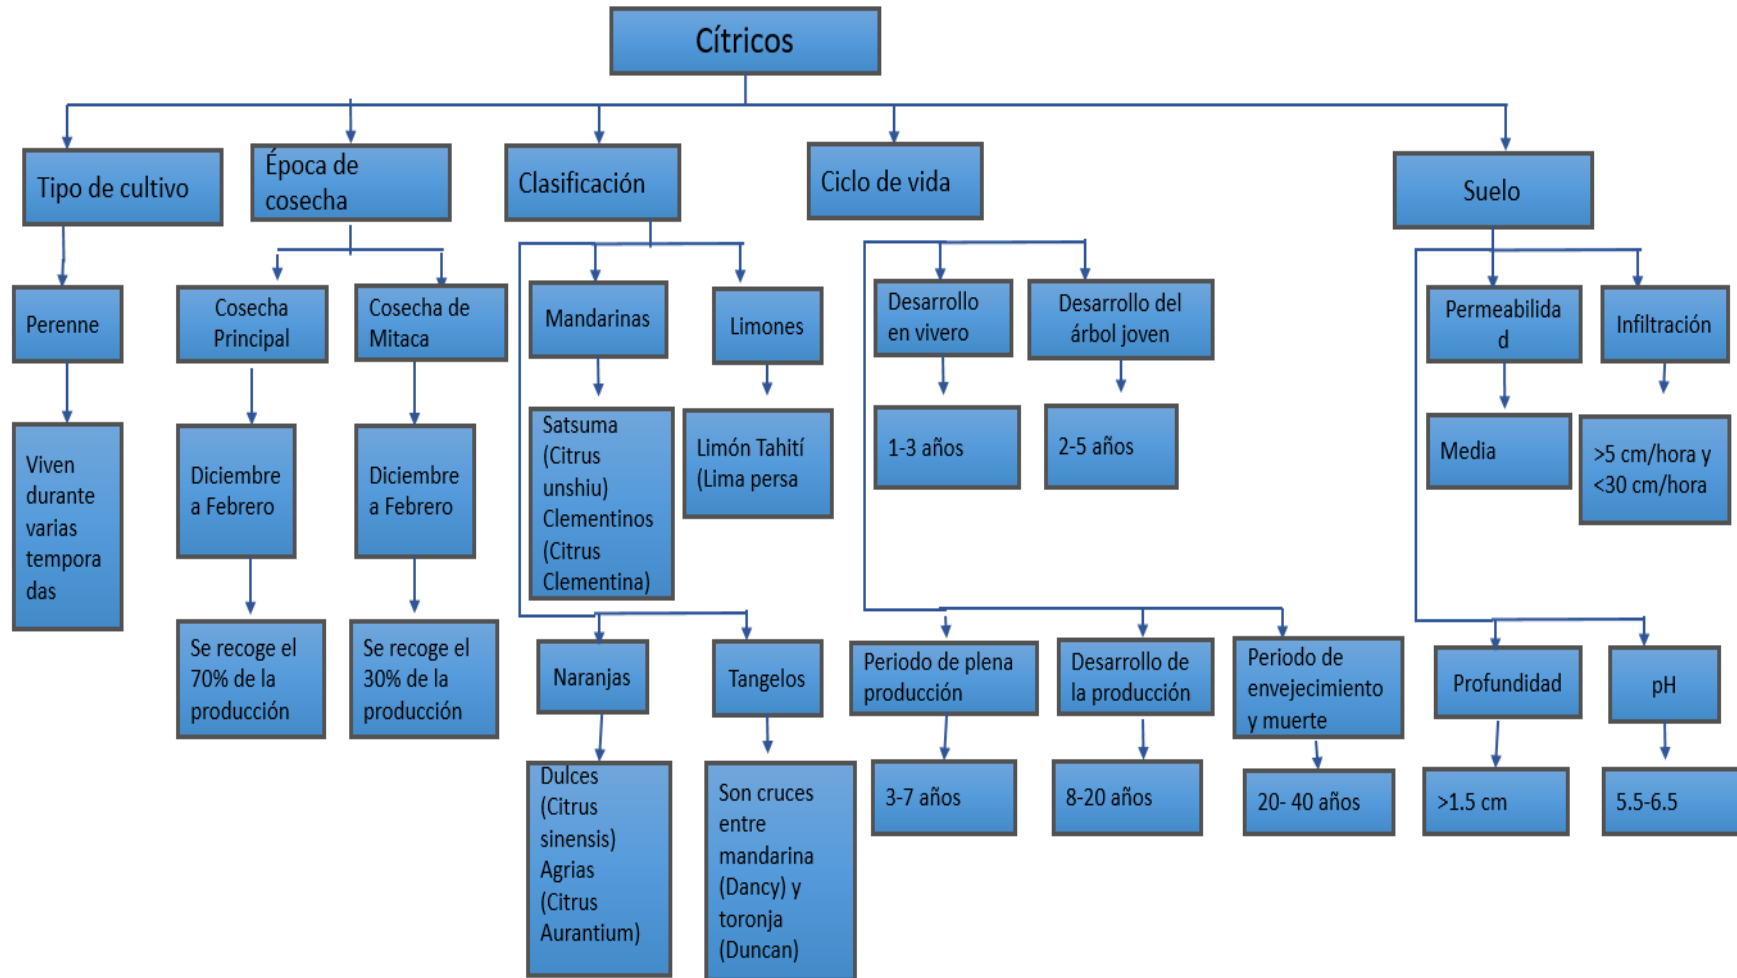 Cítricos
Tipo de cultivo
Época de
cosecha
Clasificación
Ciclo de vida
Suelo
Perenne
Cosecha
Principal
Cosecha de
Mitaca
Mandarinas
Limones
Desarrollo
en vivero
Desarrollo del
árbol joven
Permeabilida
d
Infiltración
Viven
durante
varias
tempora
das
Diciembre
a Febrero
Diciembre
a Febrero
Satsuma
(Citrus
unshiu)
Clementinos
(Citrus
Clementina)
Limón Tahití
(Lima persa
1-3 años
2-5 años
Media
>5 cm/hora y
<30 cm/hora
Se recoge el
70% de la
producción
Se recoge el
30% de la
producción
Naranjas
Tangelos
Periodo de plena
producción
Desarrollo de
la producción
Periodo de
envejecimiento
y muerte
Profundidad
pH
Dulces
(Citrus
sinensis)
Agrias
(Citrus
Aurantium)
Son cruces
entre
mandarina
(Dancy) y
toronja
(Duncan)
3-7 años
8-20 años
20- 40 años
>1.5 cm
5.5-6.5